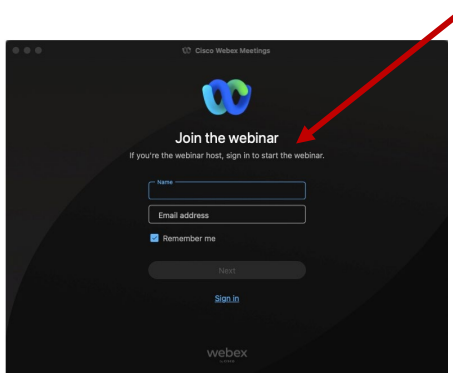 Cisco Webex Meetings
Join the webinar
If you're the webinar host, sign in to start the webinar.
Name
Email address
Remember me
Next
Sign in
webex